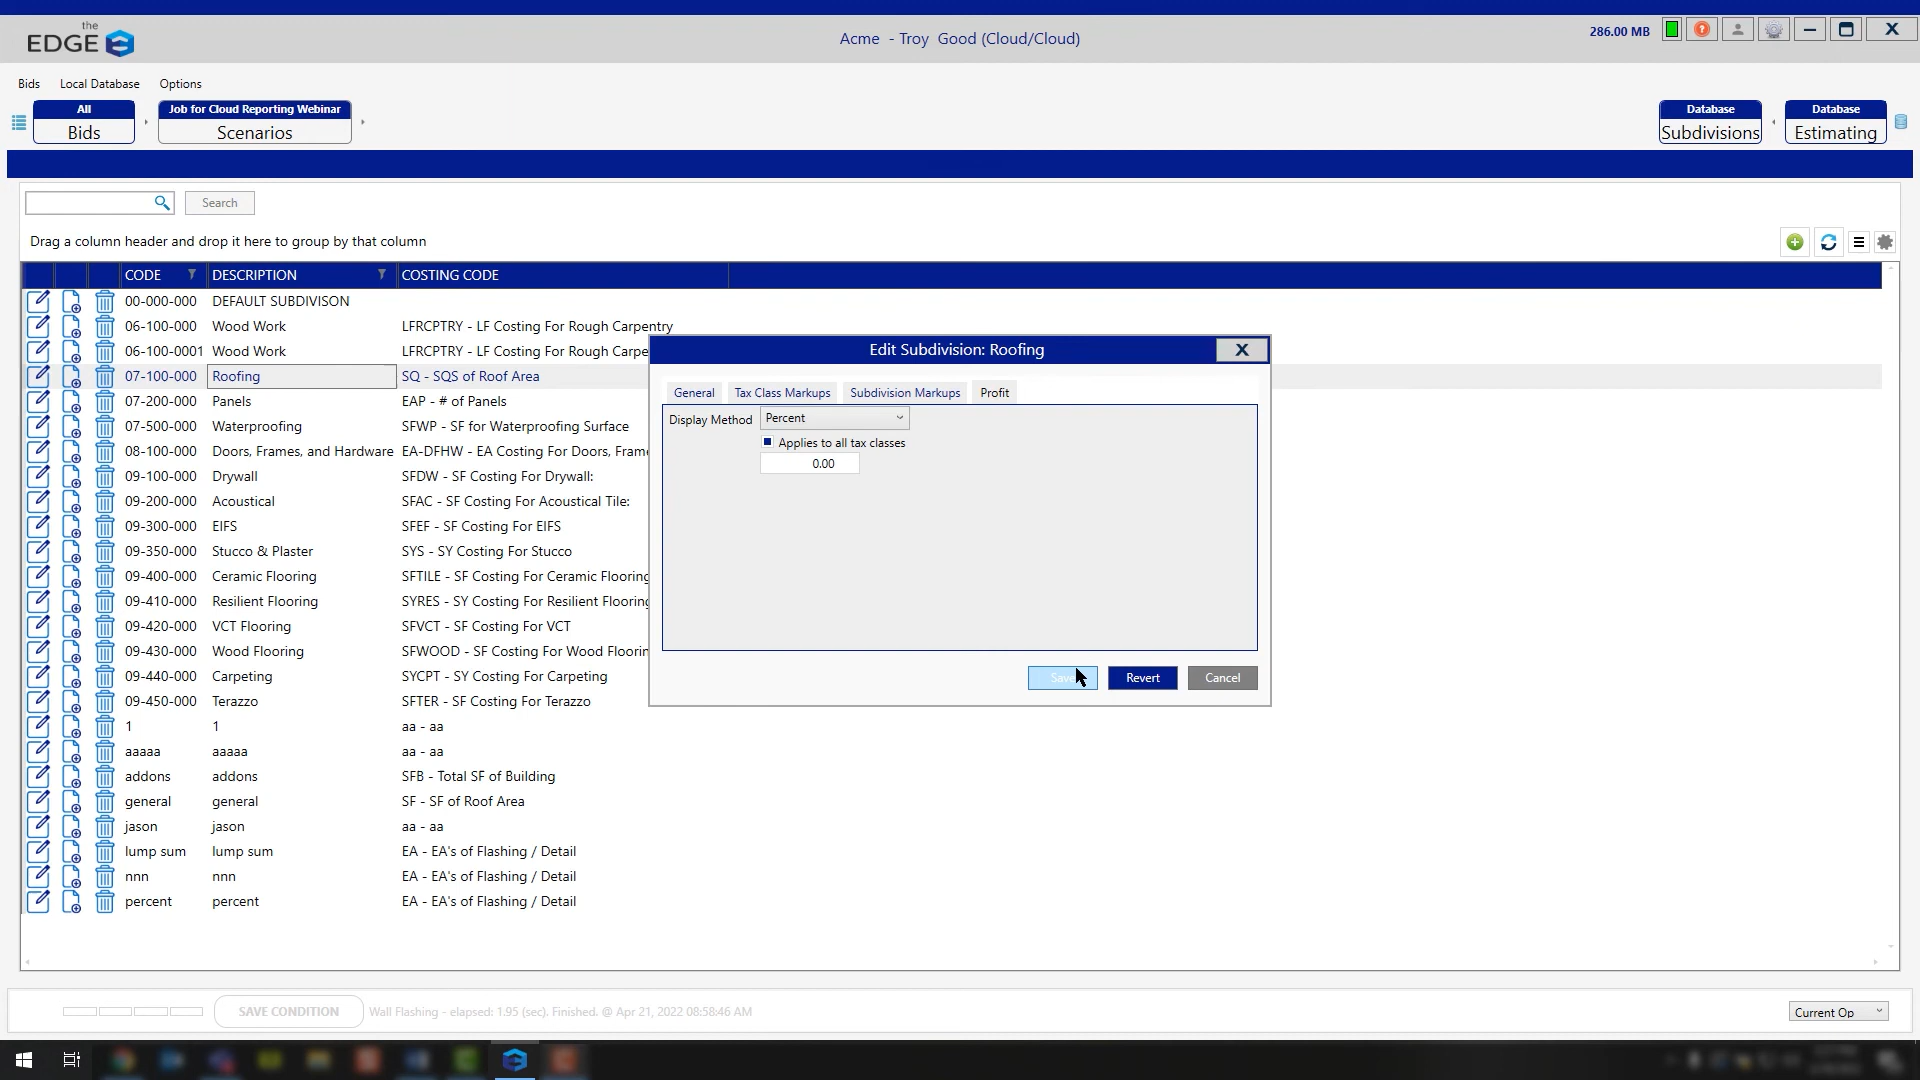 the
EDGE
Acme - Troy Good (Cloud/Cloud)
286.00 MB
Bids Local Database Options
All
Bids
Job for Cloud Reporting Webinar
Scenarios
Database
Subdivisions
Database
Estimating
Search
Drag a column header and drop it here to group by that column
CODE DESCRIPTION COSTING CODE
00-000-000 DEFAULT SUBDIVISON
06-100-000 Wood Work LFRCPTRY - LF Costing For Rough Carpentry
06-100-0001 Wood Work LFRCPTRY - LF Costing For Rough Carpe
07-100-000 Roofing SQ - SQS of Roof Area
07-200-000 Panels EAP - # of Panels
07-500-000 Waterproofing SFWP - SF for Waterproofing Surface
08-100-000 Doors, Frames, and Hardware EA-DFHW - EA Costing For Doors, Fram
09-100-000 Drywall SFDW - SF Costing For Drywall:
09-200-000 Acoustical SFAC - SF Costing For Acoustical Tile:
09-300-000 EIFS SFEF - SF Costing For EIFS
09-350-000 Stucco & Plaster SYS - SY Costing For Stucco
09-400-000 Ceramic Flooring SFTILE - SF Costing For Ceramic Flooring
09-410-000 Resilient Flooring SYRES - SY Costing For Resilient Flooring
09-420-000 VCT Flooring SFVCT - SF Costing For VCT
09-430-000 Wood Flooring SFWOOD - SF Costing For Wood Floorin
09-440-000 Carpeting SYCPT - SY Costing For Carpeting
09-450-000 Terazzo SFTER - SF Costing For Terazzo
1 1 aa - aa
aaaaa aaaaa aa - aa
addons addons SFB - Total SF of Building
general general SF - SF of Roof Area
jason jason aa - aa
lump sum lump sum EA - EA's of Flashing / Detail
nnn nnn EA - EA's of Flashing / Detail
percent percent EA - EA's of Flashing / Detail
Edit Subdivision: Roofing
X
General Tax Class Markups Subdivision Markups Profit
Display Method Percent
Applies to all tax classes
0.00
Save Revert Cancel
SAVE CONDITION Wall Flashing - elapsed: 1.95 (sec). Finished. @ Apr 21, 2022 08:58:46 AM
Current Op